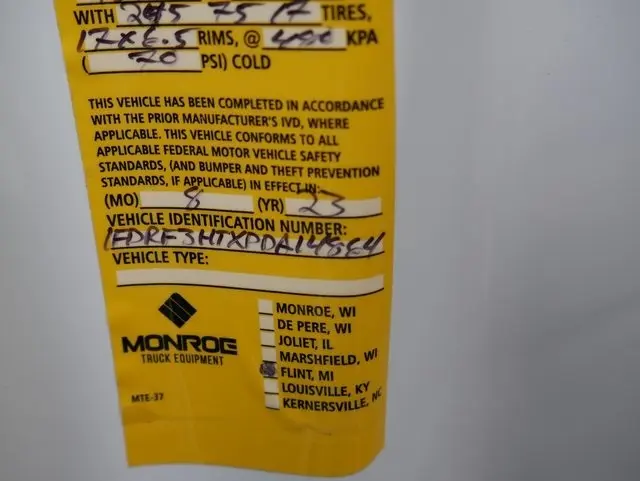 WITH 245 75 17 TIRES,
17x6.5 RIMS, @ 480 KPA
( 70 PSI) COLD
THIS VEHICLE HAS BEEN COMPLETED IN ACCORDANCE
WITH THE PRIOR MANUFACTURER'S IVD, WHERE
APPLICABLE. THIS VEHICLE CONFORMS TO ALL
APPLICABLE FEDERAL MOTOR VEHICLE SAFETY
STANDARDS, (AND BUMPER AND THEFT PREVENTION
STANDARDS, IF APPLICABLE) IN EFFECT IN:
(MO) 8 (YR) 23
VEHICLE IDENTIFICATION NUMBER:
VEHICLE TYPE:
MONROE
TRUCK EQUIPMENT
MTE-37
MONROE, WI
DE PERE, WI
JOLIET, IL
MARSHFIELD, WI
FLINT, MI
LOUISVILLE, KY
KERNERSVILLE, NC